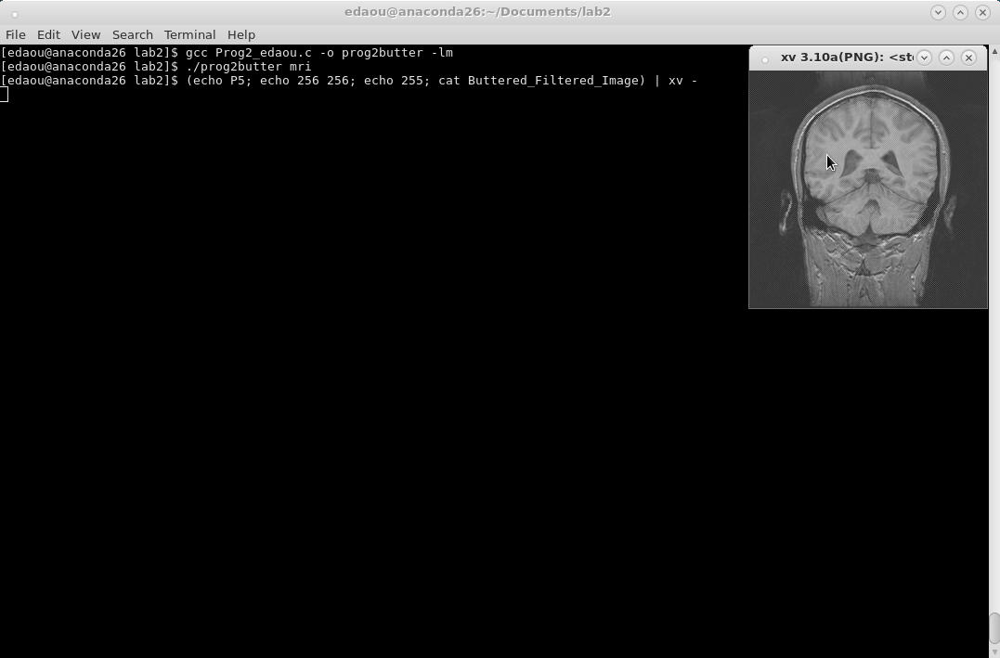 edaou@anaconda26:~/Documents/lab2
File Edit View Search Terminal Help
[edaou@anaconda26 lab2]$ gcc Prog2_edaou.c -o prog2butter -lm
[edaou@anaconda26 lab2]$ ./prog2butter mri
[edaou@anaconda26 lab2]$ (echo P5; echo 256 256; echo 255; cat Buttered_Filtered_Image) | xv -
xv 3.10a(PNG): <st